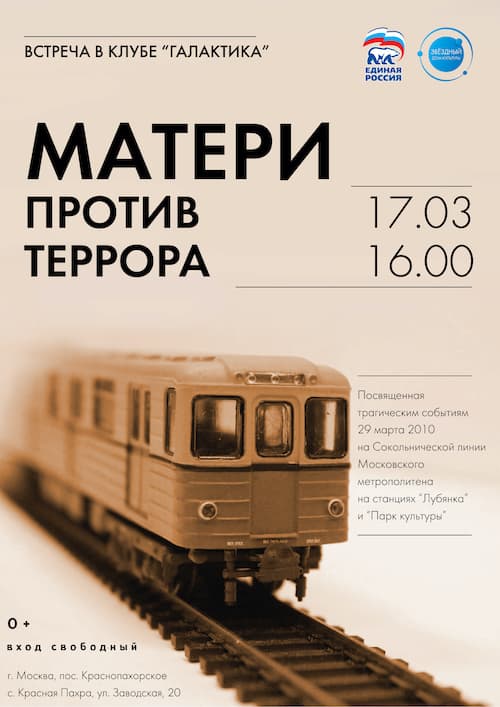 ВСТРЕЧА В КЛУБЕ “ГАЛАКТИКА”
ЕДИНАЯ
РОССИЯ
ЗВЁЗДНЫЙ
ДОМ КУЛЬТУРЫ
МАТЕРИ
ПРОТИВ
ТЕРРОРА
17.03
16.00
Посвященная
трагическим событиям
29 марта 2010
на Сокольнической линии
Московского
метрополитена
на станциях “Лубянка”
и “Парк культуры”
0 +
вход свободный
г. Москва, пос. Краснопахорское
с. Красная Пахра, ул. Заводская, 20